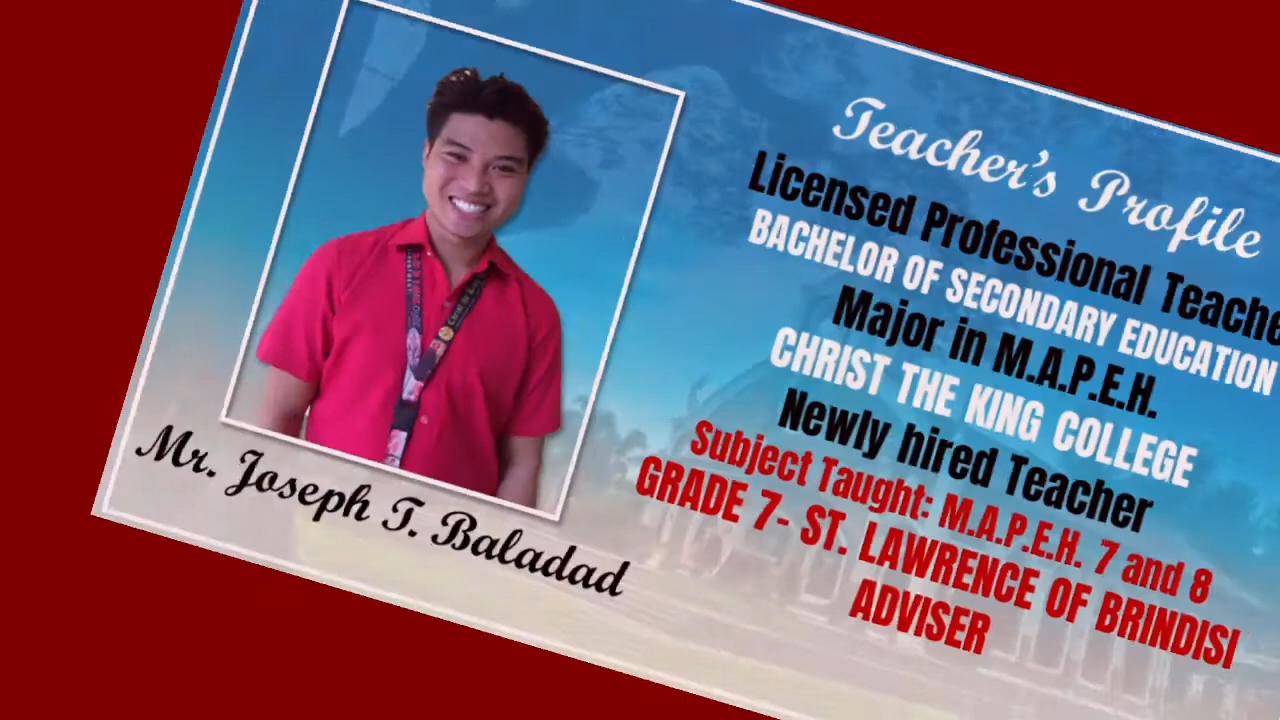 Teacher's Profile
Licensed Professional Teache
BACHELOR OF SECONDARY EDUCATION
Major in M.A.P.E.H.
CHRIST THE KING COLLEGE
Newly hired Teacher
Subject Taught: M.A.P.E.H. 7 and 8
GRADE 7- ST. LAWRENCE OF BRINDISI
ADVISER
Mr. Joseph T. Baladad